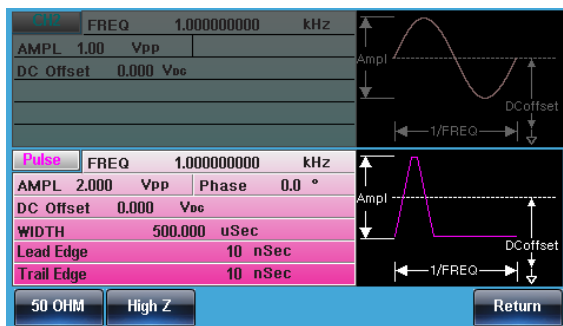 CH2 FREQ 1.000000000 kHz
AMPL 1.00 Vpp
DC Offset 0.000 VDC
Ampl
DCoffset
1/FREQ
Pulse FREQ 1.000000000 kHz
AMPL 2.000 Vpp Phase 0.0 °
DC Offset 0.000 VDC
WIDTH 500.000 uSec
Lead Edge 10 nSec
Trail Edge 10 nSec
Ampl
DCoffset
1/FREQ
50 OHM High Z Return